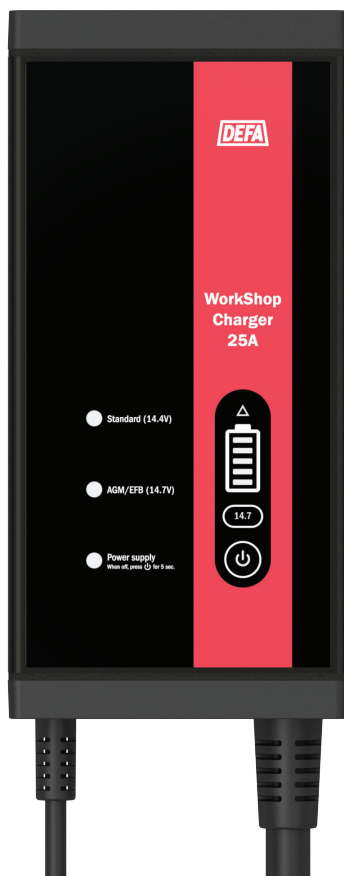 DEFA
WorkShop
Charger
25A
Standard (14.4V)
AGM/EFB (14.7V)
14.7
Power supply
When off, press ⏻ for 5 sec.